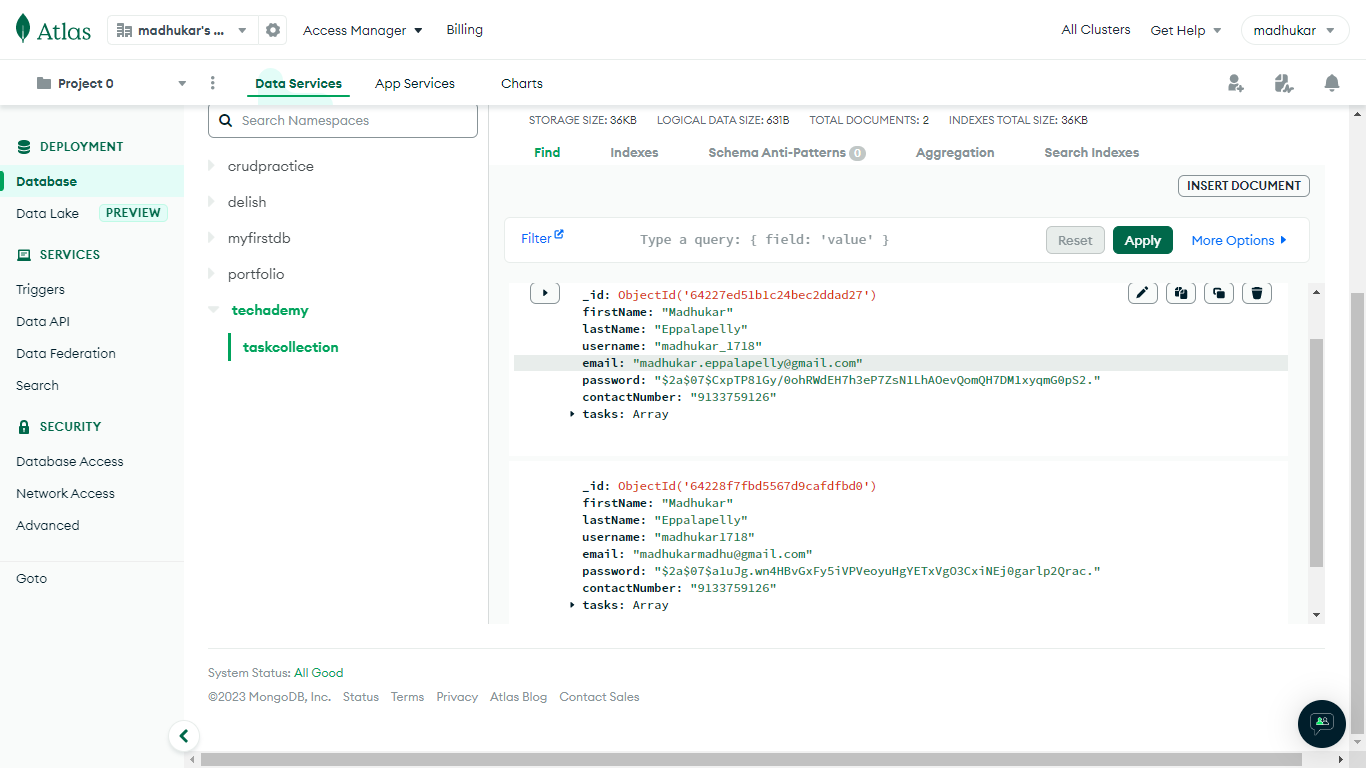 Atlas
madhukar's ...
Access Manager
Billing
All Clusters
Get Help
madhukar
Project 0
Data Services
App Services
Charts
DEPLOYMENT
Database
Data Lake PREVIEW
SERVICES
Triggers
Data API
Data Federation
Search
SECURITY
Database Access
Network Access
Advanced
Goto
Search Namespaces
crudpractice
delish
myfirstdb
portfolio
techademy
taskcollection
STORAGE SIZE: 36KB LOGICAL DATA SIZE: 631B TOTAL DOCUMENTS: 2 INDEXES TOTAL SIZE: 36KB
Find Indexes Schema Anti-Patterns 0 Aggregation Search Indexes
INSERT DOCUMENT
Filter Type a query: { field: 'value' } Reset Apply More Options
_id: ObjectId('64227ed51b1c24bec2ddad27')
firstName: "Madhukar"
lastName: "Eppalapelly"
username: "madhukar_1718"
email: "madhukar.eppalapelly@gmail.com"
password: "$2a$07$CxpTP81Gy/0ohRWdEH7h3eP7ZsN1LhAOevQomQH7DM1xyqmG0pS2."
contactNumber: "9133759126"
tasks: Array
_id: ObjectId('64228f7fbd5567d9cafdfbd0')
firstName: "Madhukar"
lastName: "Eppalapelly"
username: "madhukar1718"
email: "madhukarmadhu@gmail.com"
password: "$2a$07$a1uJg.wn4HBvGxFy5iVPVeoyuHgYETxVgO3CxiNEj0garlp2Qrac."
contactNumber: "9133759126"
tasks: Array
System Status: All Good
©2023 MongoDB, Inc. Status Terms Privacy Atlas Blog Contact Sales